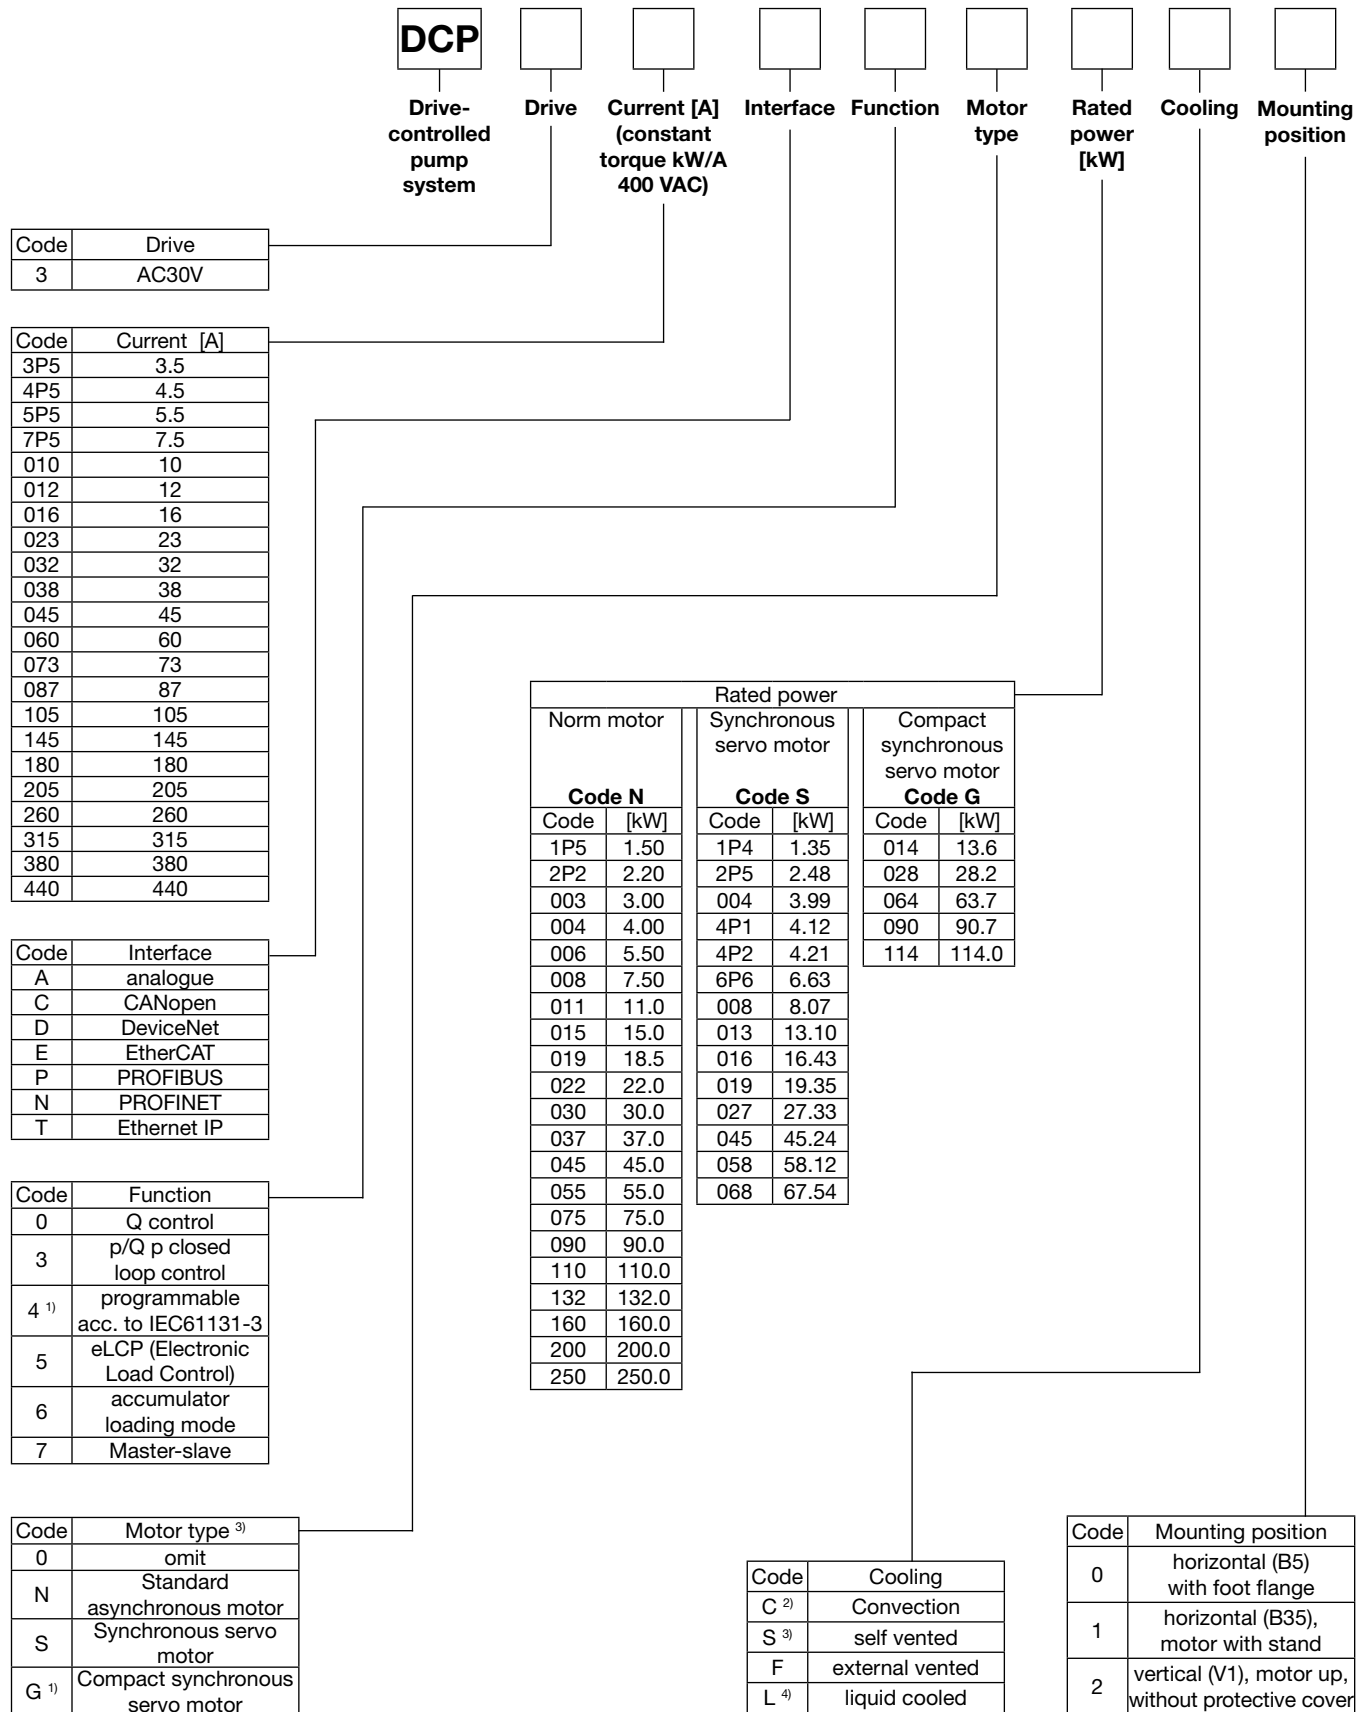 DCP
Drive-
controlled
pump
system
Drive
Current [A]
(constant
torque kW/A
400 VAC)
Interface
Function
Motor
type
Rated
power
[kW]
Cooling
Mounting
position
Code Drive
3 AC30V
Code Current [A]
3P5 3.5
4P5 4.5
5P5 5.5
7P5 7.5
010 10
012 12
016 16
023 23
032 32
038 38
045 45
060 60
073 73
087 87
105 105
145 145
180 180
205 205
260 260
315 315
380 380
440 440
Code Interface
A analogue
C CANopen
D DeviceNet
E EtherCAT
P PROFIBUS
N PROFINET
T Ethernet IP
Code Function
0 Q control
3 p/Q p closed
loop control
4 1) programmable
acc. to IEC61131-3
5 eLCP (Electronic
Load Control)
6 accumulator
loading mode
7 Master-slave
Code Motor type 3)
0 omit
N Standard
asynchronous motor
S Synchronous servo
motor
G 1) Compact synchronous
servo motor
Rated power
Norm motor
Code N
Code [kW]
1P5 1.50
2P2 2.20
003 3.00
004 4.00
006 5.50
008 7.50
011 11.0
015 15.0
019 18.5
022 22.0
030 30.0
037 37.0
045 45.0
055 55.0
075 75.0
090 90.0
110 110.0
132 132.0
160 160.0
200 200.0
250 250.0
Synchronous
servo motor
Code S
Code [kW]
1P4 1.35
2P5 2.48
004 3.99
4P1 4.12
4P2 4.21
6P6 6.63
008 8.07
013 13.10
016 16.43
019 19.35
027 27.33
045 45.24
058 58.12
068 67.54
Compact
synchronous
servo motor
Code G
Code [kW]
014 13.6
028 28.2
064 63.7
090 90.7
114 114.0
Code Cooling
C 2) Convection
S 3) self vented
F external vented
L 4) liquid cooled
Code Mounting position
0 horizontal (B5)
with foot flange
1 horizontal (B35),
motor with stand
2 vertical (V1), motor up,
without protective cover